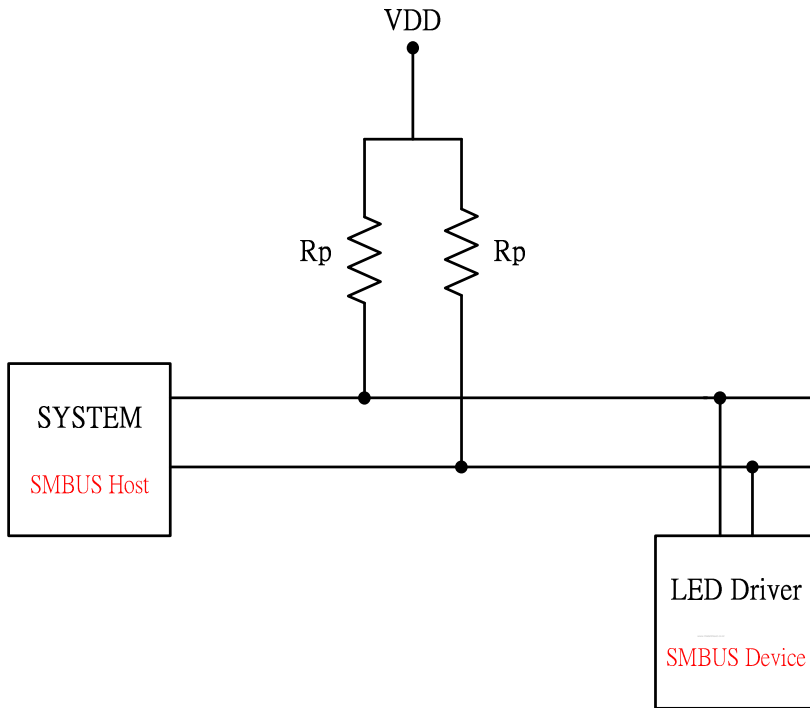 VDD
Rp
Rp
SYSTEM
SMBUS Host
LED Driver
SMBUS Device